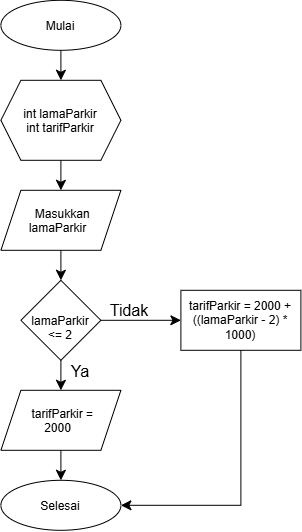 Mulai
int lamaParkir
int tarifParkir
Masukkan
lamaParkir
lamaParkir
<= 2
Tidak
tarifParkir = 2000 +
((lamaParkir - 2) *
1000)
Ya
tarifParkir =
2000
Selesai